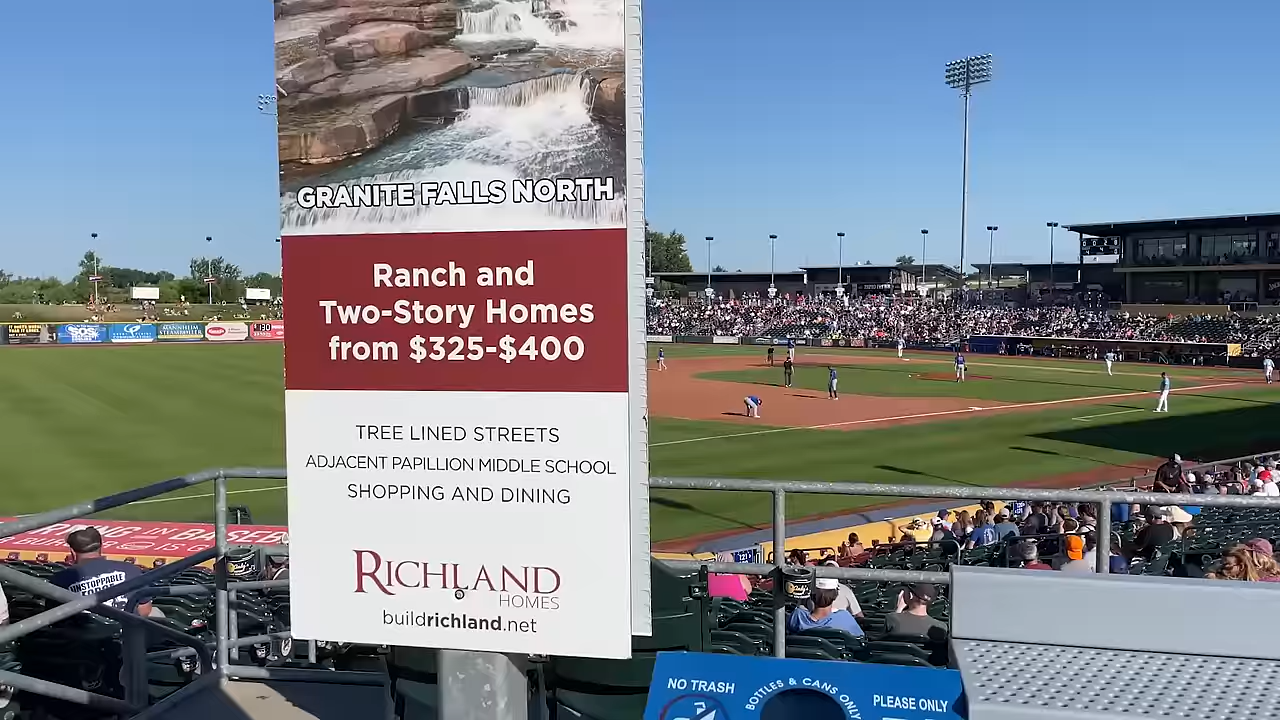 GRANITE FALLS NORTH
Ranch and
Two-Story Homes
from $325-$400
TREE LINED STREETS
ADJACENT PAPILLION MIDDLE SCHOOL
SHOPPING AND DINING
RICHLAND
HOMES
buildrichland.net
UNSTOPPABLE
NO TRASH
BOTTLES & CANS ONLY
PLEASE ONLY